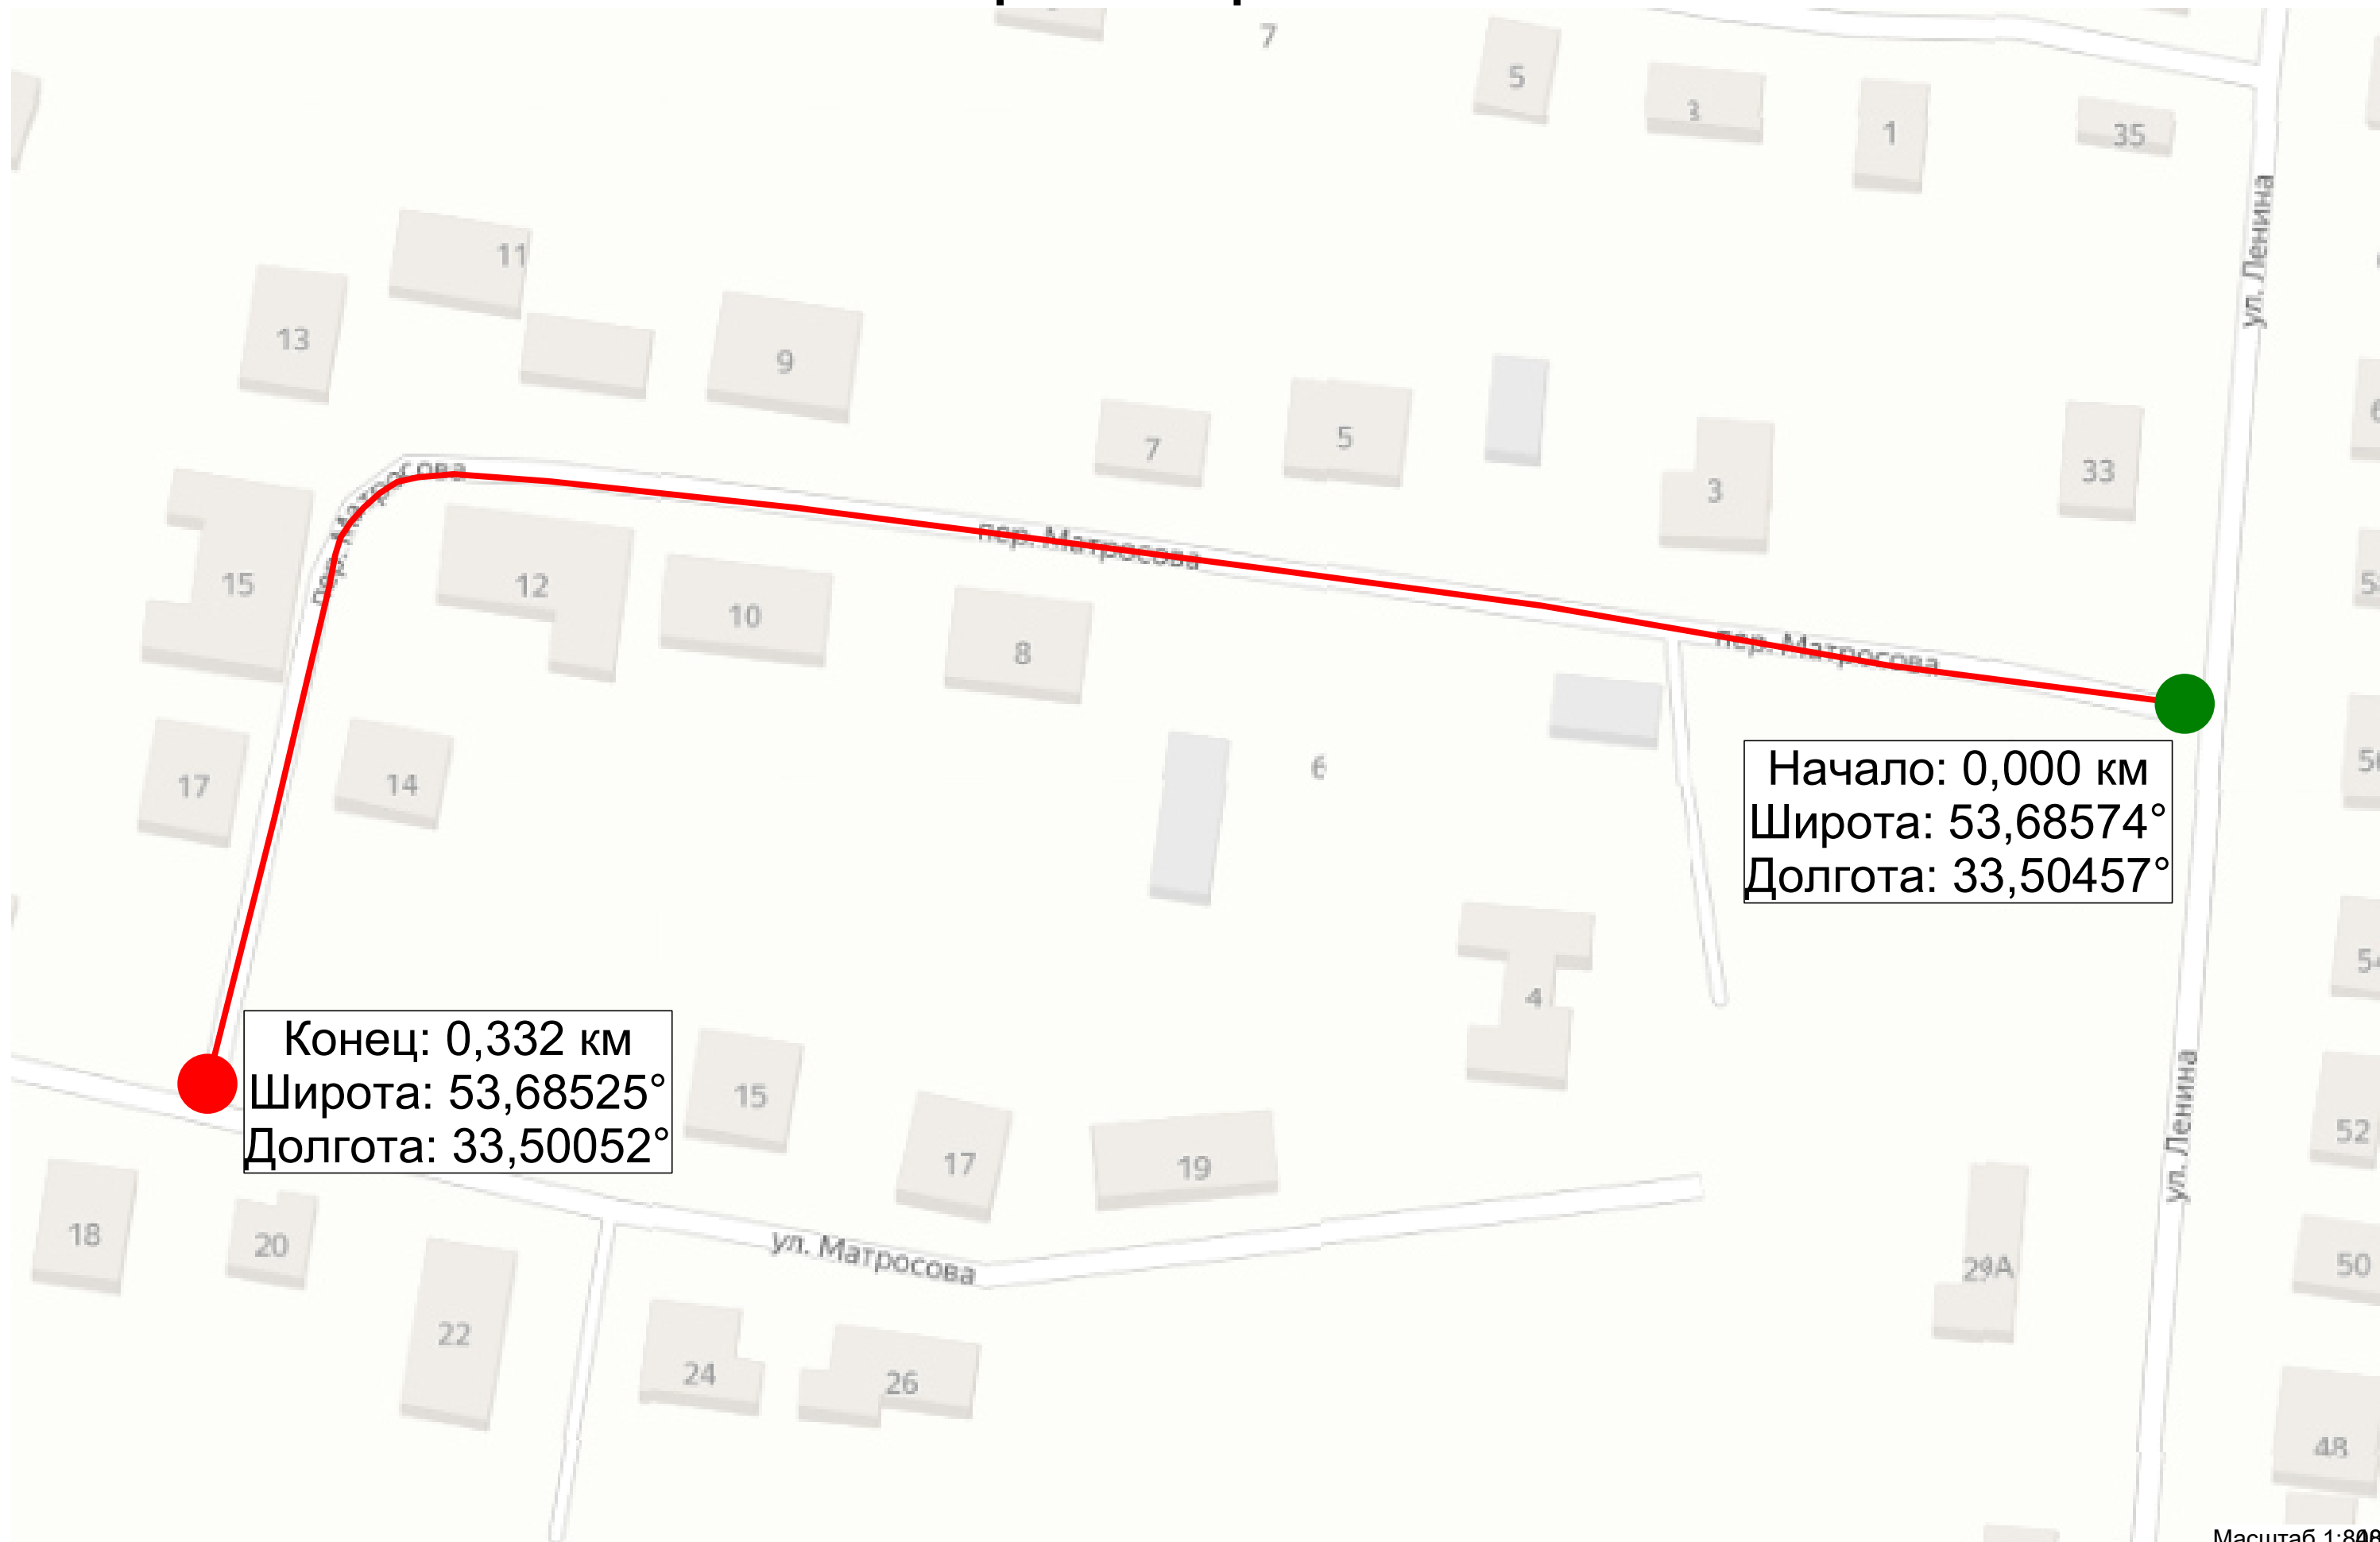 7
5
3
1
35
ул. Ленина
11
13
9
7
5
3
33
пер. Матросова
пер. Матросова
пер. Матросова
15
12
10
8
17
14
6
Начало: 0,000 км
Широта: 53,68574°
Долгота: 33,50457°
4
Конец: 0,332 км
Широта: 53,68525°
Долгота: 33,50052°
15
17
19
ул. Ленина
52
18
20
ул. Матросова
29А
50
22
24
26
48
Масштаб